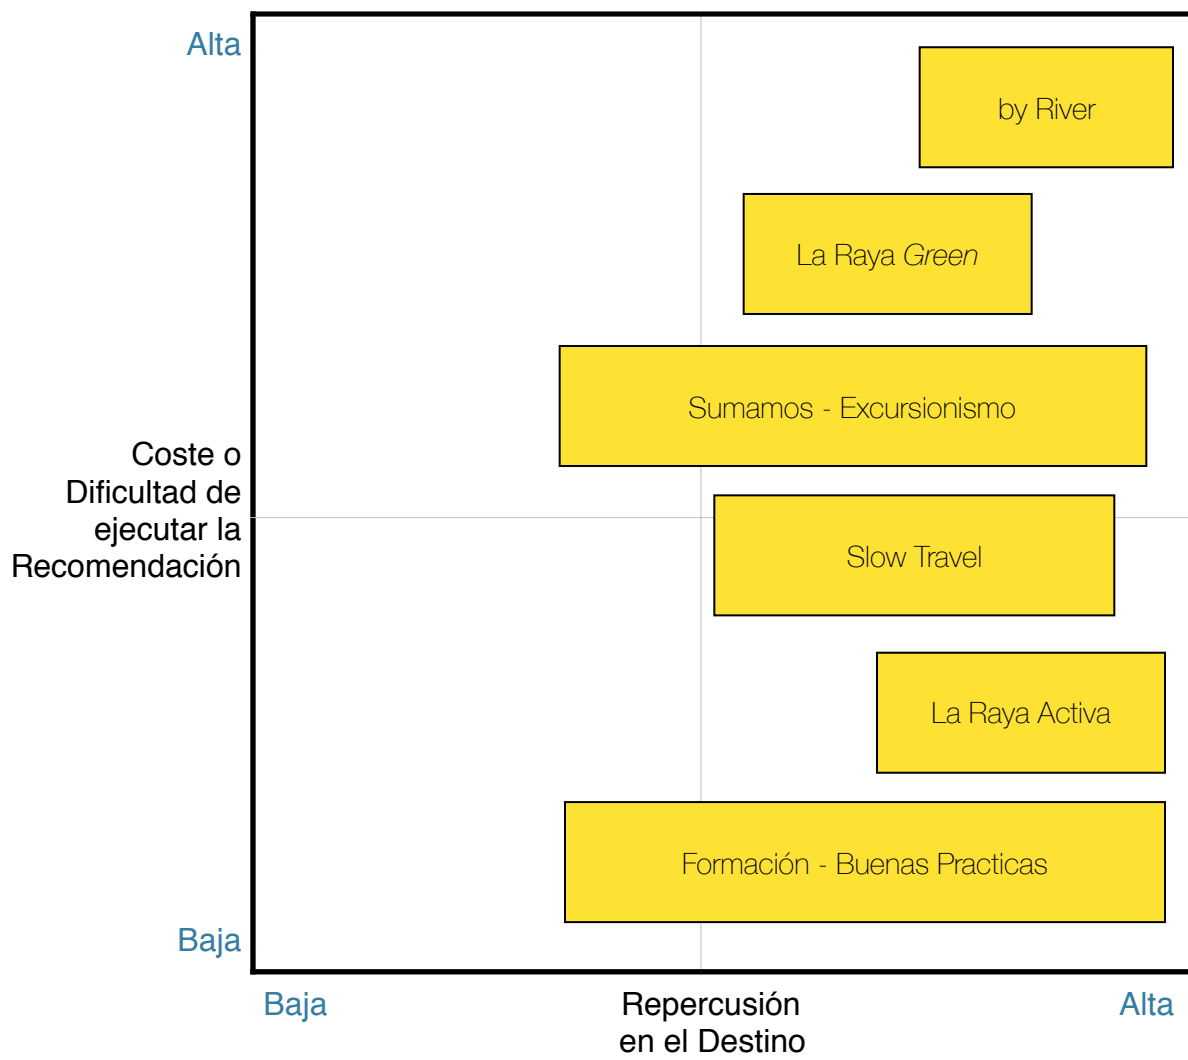 Alta
by River
La Raya Green
Sumamos - Excursionismo
Coste o
Dificultad de
ejecutar la
Recomendación
Slow Travel
La Raya Activa
Formación - Buenas Practicas
Baja
Baja
Repercusión
en el Destino
Alta